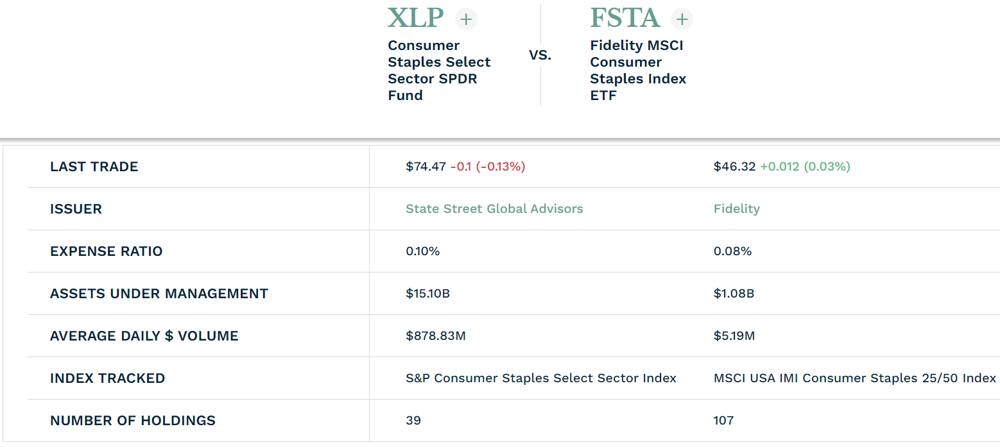 XLP +
Consumer
Staples Select
Sector SPDR
Fund
VS.
FSTA +
Fidelity MSCI
Consumer
Staples Index
ETF
LAST TRADE $74.47 -0.1 (-0.13%) $46.32 +0.012 (0.03%)
ISSUER State Street Global Advisors Fidelity
EXPENSE RATIO 0.10% 0.08%
ASSETS UNDER MANAGEMENT $15.10B $1.08B
AVERAGE DAILY $ VOLUME $878.83M $5.19M
INDEX TRACKED S&P Consumer Staples Select Sector Index MSCI USA IMI Consumer Staples 25/50 Index
NUMBER OF HOLDINGS 39 107